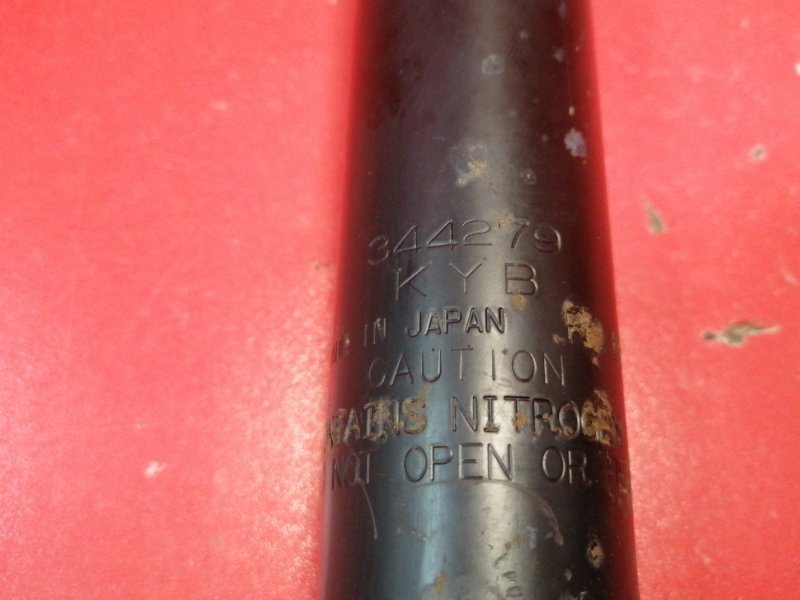 344279
KYB
IN JAPAN
CAUTION
NITROGEN
NOT OPEN OR